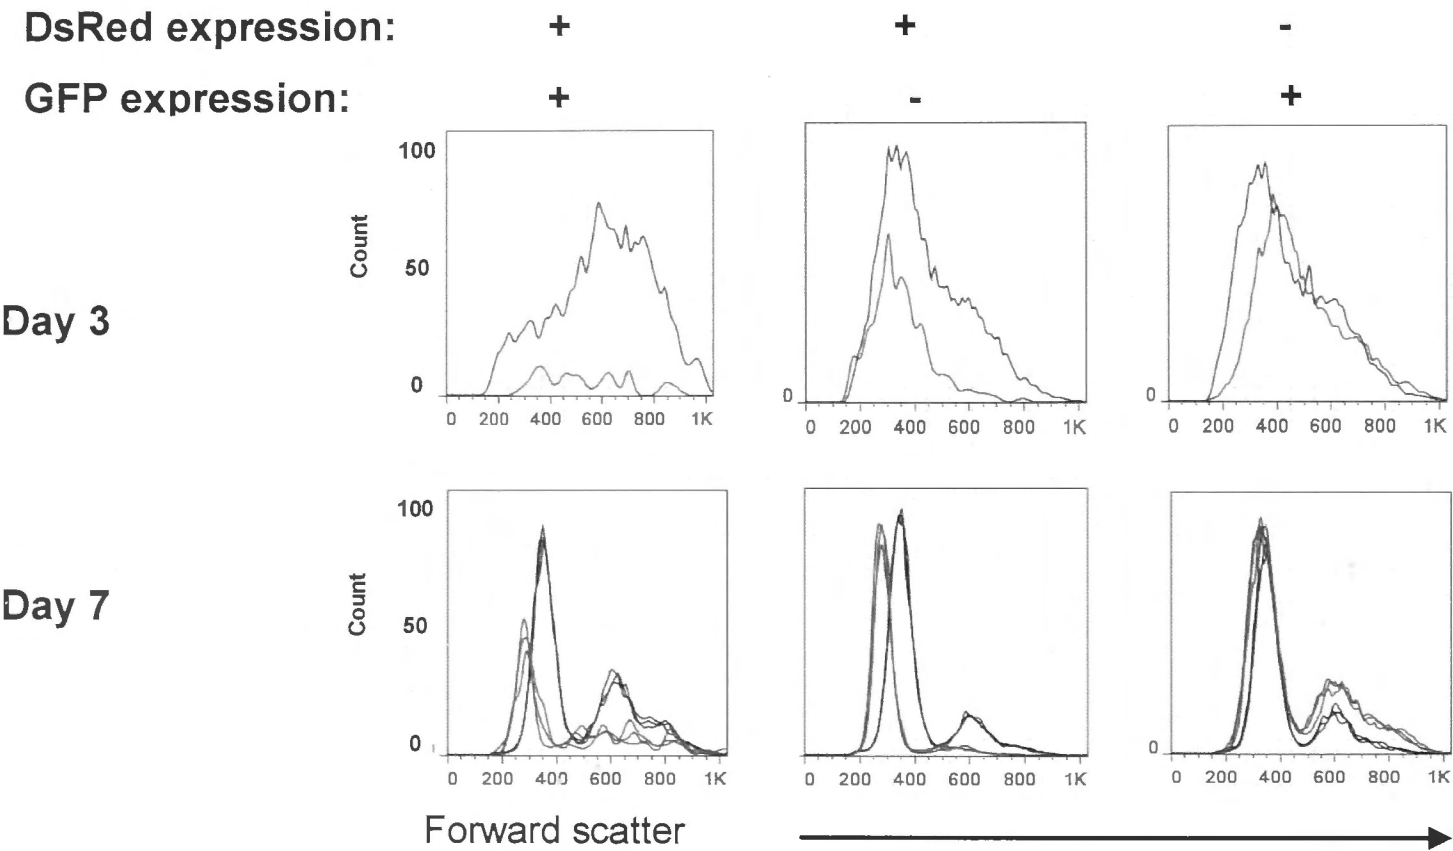 DsRed expression: + + -
GFP expression: + - +
100
50
0
Count
Day 3
0 200 400 600 800 1K
0
0 200 400 600 800 1K
0
0 200 400 600 800 1K
100
50
0
Count
Day 7
0 200 400 600 800 1K
0 200 400 600 800 1K
0
0 200 400 600 800 1K
Forward scatter